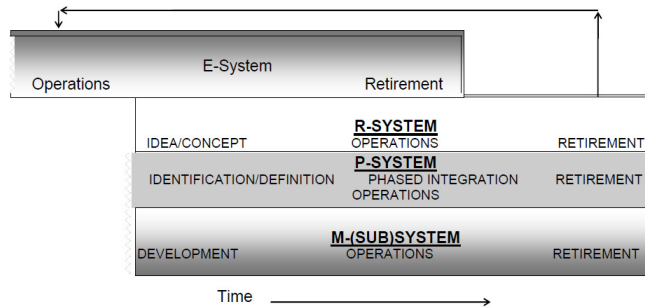 E-System
Operations Retirement
R-SYSTEM
IDEA/CONCEPT OPERATIONS RETIREMENT
P-SYSTEM
IDENTIFICATION/DEFINITION PHASED INTEGRATION RETIREMENT
OPERATIONS
M-(SUB)SYSTEM
DEVELOPMENT OPERATIONS RETIREMENT
Time